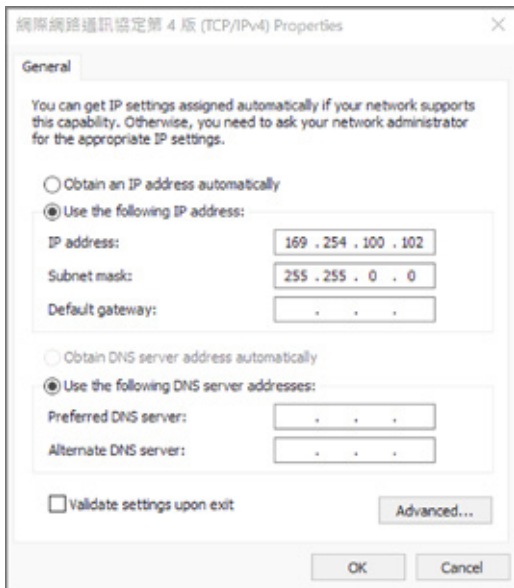 網際網路通訊協定第 4 版 (TCP/IPv4) Properties
General
You can get IP settings assigned automatically if your network supports
this capability. Otherwise, you need to ask your network administrator
for the appropriate IP settings.
Obtain an IP address automatically
Use the following IP address:
IP address: 169 . 254 . 100 . 102
Subnet mask: 255 . 255 . 0 . 0
Default gateway: . . .
Obtain DNS server address automatically
Use the following DNS server addresses:
Preferred DNS server: . . .
Alternate DNS server: . . .
Validate settings upon exit
Advanced...
OK Cancel